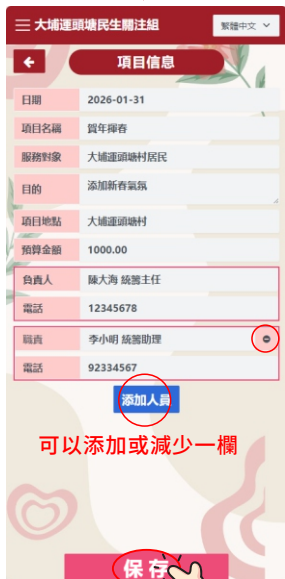 大埔運頭塘民生關注組
繁體中文
項目信息
日期 2026-01-31
項目名稱 賀年揮春
服務對象 大埔運頭塘村居民
目的 添加新春氣氛
項目地點 大埔運頭塘村
預算金額 1000.00
負責人 陳大海 統籌主任
電話 12345678
職責 李小明 統籌助理
電話 92334567
添加人員
可以添加或減少一欄
保存